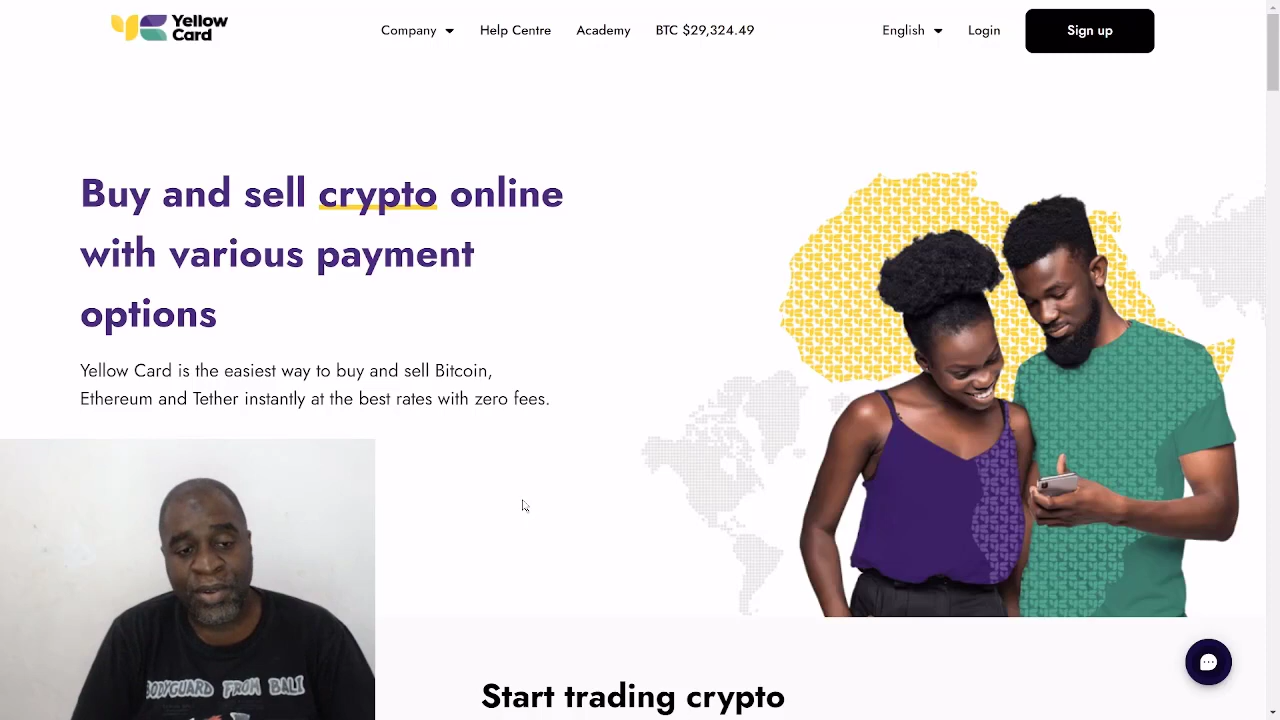 Yellow
Card
Company
Help Centre
Academy
BTC $29,324.49
English
Login
Sign up
Buy and sell crypto online
with various payment
options
Yellow Card is the easiest way to buy and sell Bitcoin,
Ethereum and Tether instantly at the best rates with zero fees.
BODYGUARD FROM BALI
Start trading crypto